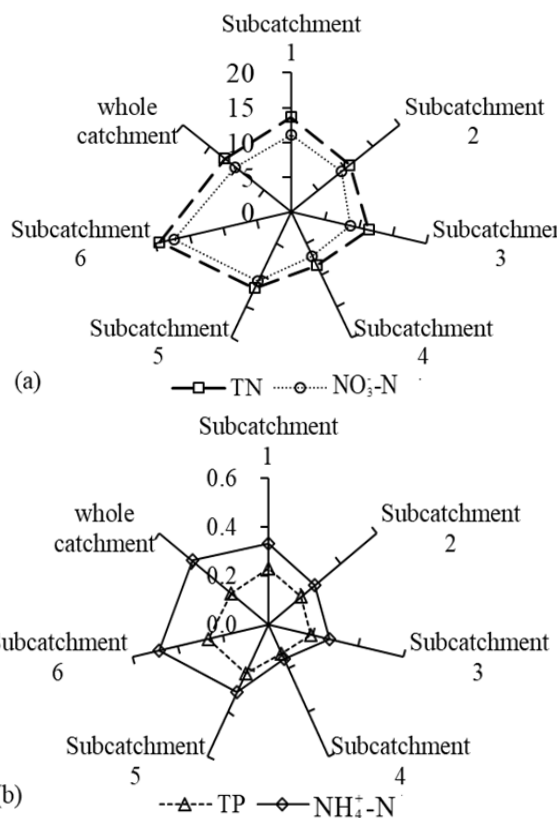 Subcatchment
1
20
15
10
5
0
Subcatchment
2
Subcatchmen
3
Subcatchment
4
Subcatchment
5
Subcatchment
6
whole
catchment
(a)
TN NO₃⁻-N
Subcatchment
1
0.6
0.4
0.2
0.0
Subcatchment
2
Subcatchment
3
Subcatchment
4
Subcatchment
5
Subcatchment
6
whole
catchment
(b)
TP NH₄⁺-N